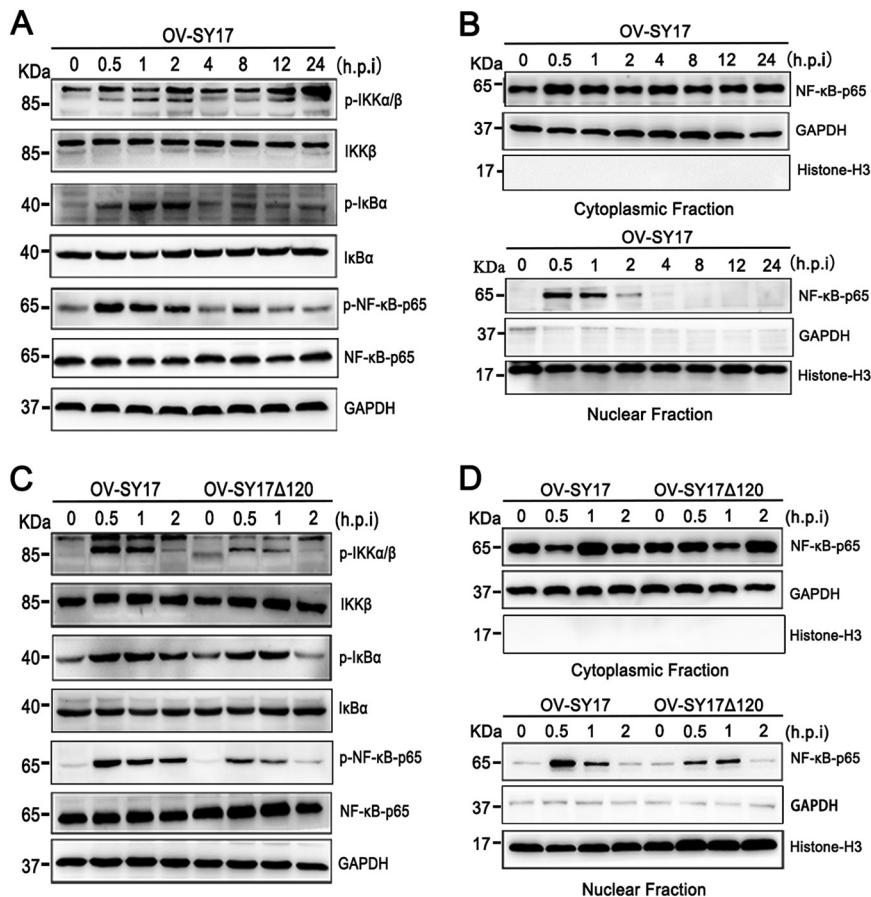 A
OV-SY17
KDa 0 0.5 1 2 4 8 12 24 (h.p.i)
85 p-IKKα/β
85 IKKβ
40 p-IκBα
40 IκBα
65 p-NF-κB-p65
65 NF-κB-p65
37 GAPDH
B
OV-SY17
KDa 0 0.5 1 2 4 8 12 24 (h.p.i)
65 NF-κB-p65
37 GAPDH
17 Histone-H3
Cytoplasmic Fraction
OV-SY17
KDa 0 0.5 1 2 4 8 12 24 (h.p.i)
65 NF-κB-p65
37 GAPDH
17 Histone-H3
Nuclear Fraction
C
OV-SY17 OV-SY17Δ120
KDa 0 0.5 1 2 0 0.5 1 2 (h.p.i)
85 p-IKKα/β
85 IKKβ
40 p-IκBα
40 IκBα
65 p-NF-κB-p65
65 NF-κB-p65
37 GAPDH
D
OV-SY17 OV-SY17Δ120
KDa 0 0.5 1 2 0 0.5 1 2 (h.p.i)
65 NF-κB-p65
37 GAPDH
17 Histone-H3
Cytoplasmic Fraction
OV-SY17 OV-SY17Δ120
KDa 0 0.5 1 2 0 0.5 1 2 (h.p.i)
65 NF-κB-p65
37 GAPDH
17 Histone-H3
Nuclear Fraction